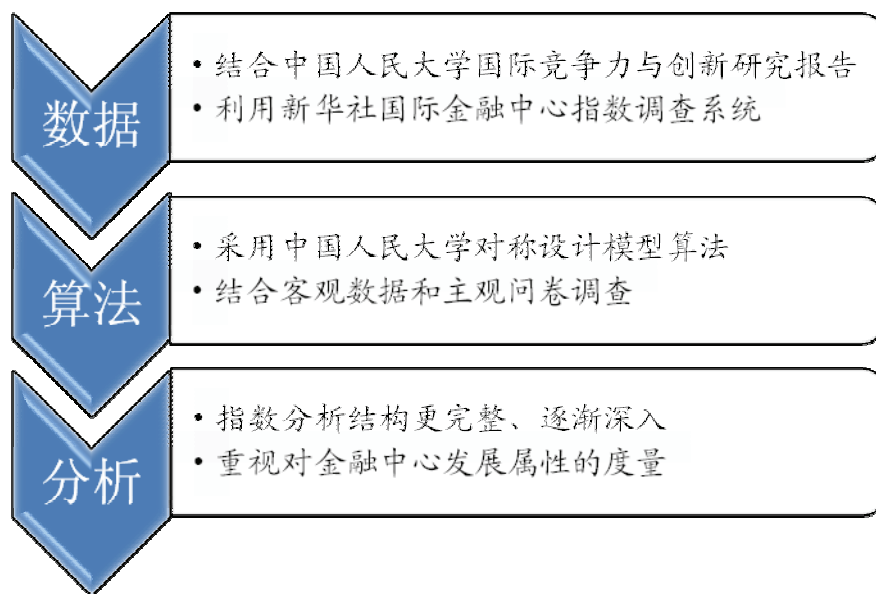 数据
• 结合中国人民大学国际竞争力与创新研究报告
• 利用新华社国际金融中心指数调查系统
算法
• 采用中国人民大学对称设计模型算法
• 结合客观数据和主观问卷调查
分析
• 指数分析结构更完整、逐渐深入
• 重视对金融中心发展属性的度量